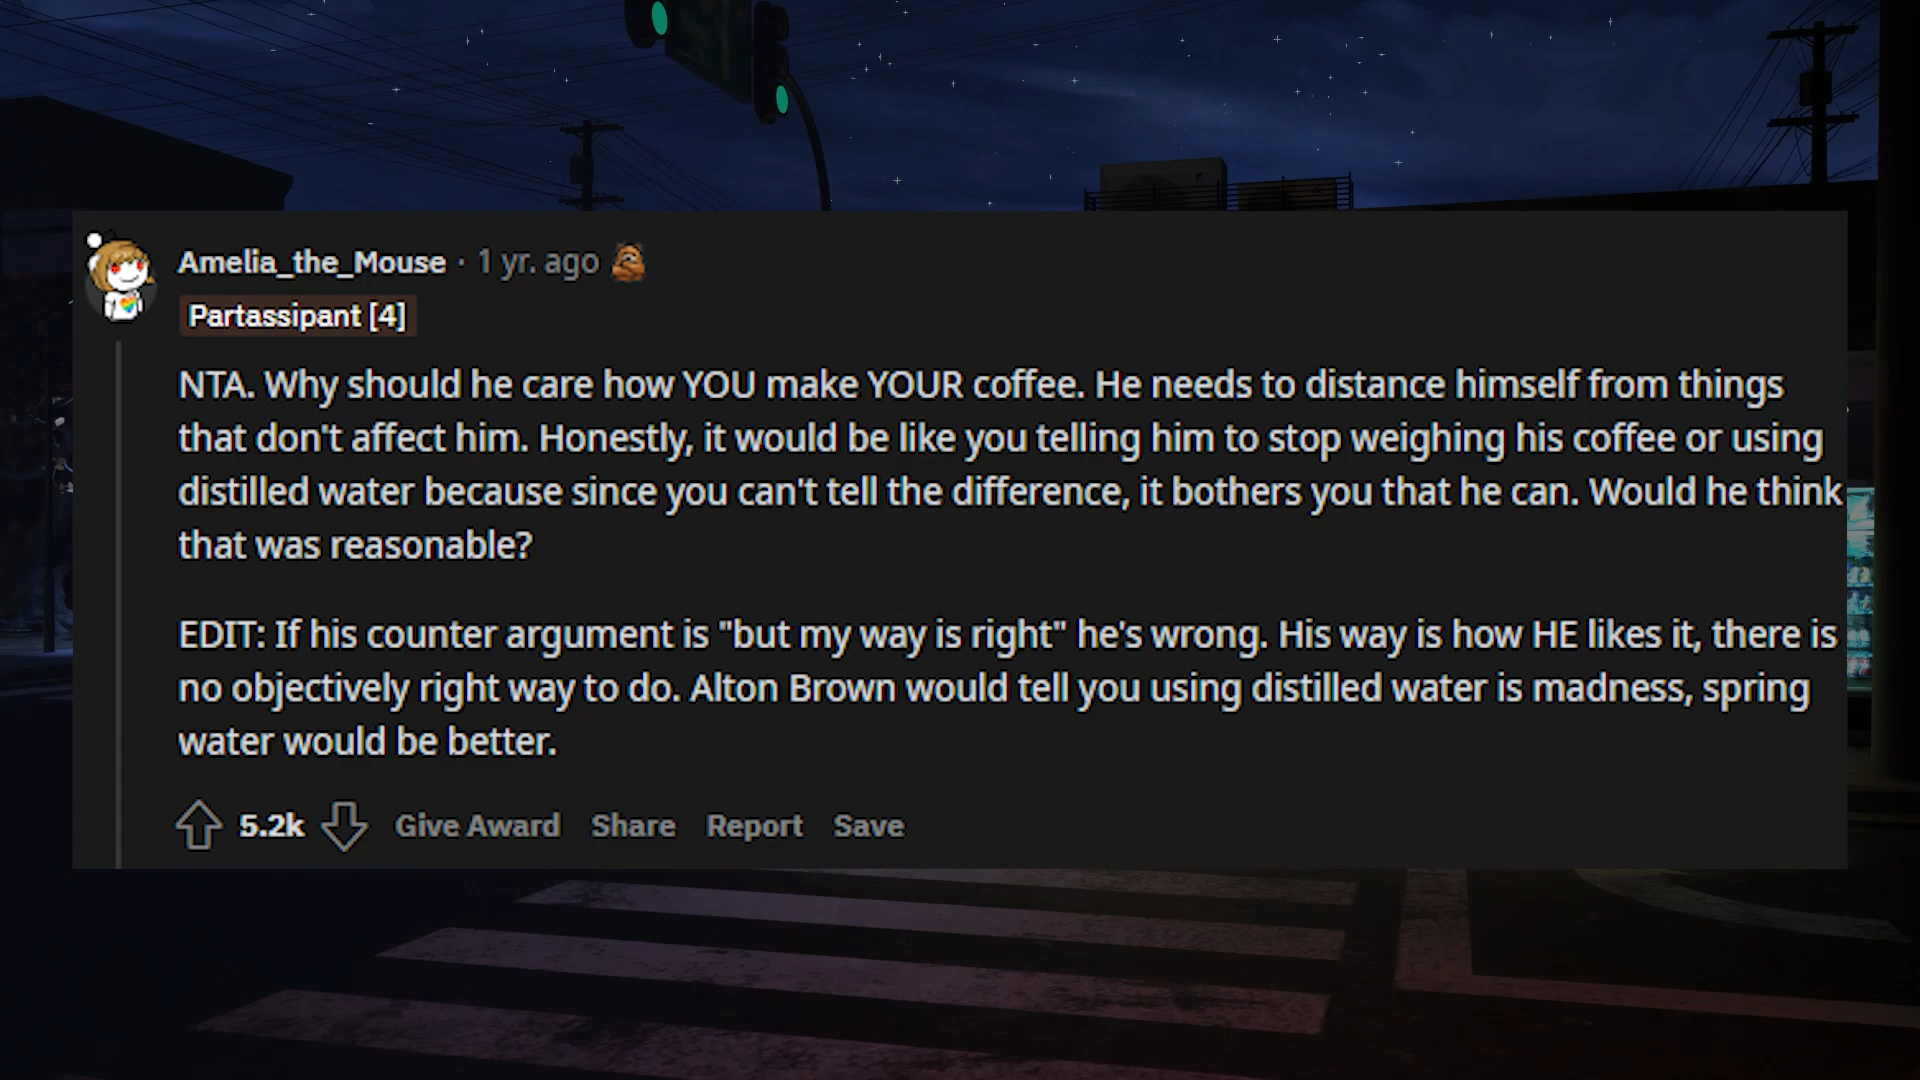 Amelia_the_Mouse · 1 yr. ago
Partassipant [4]
NTA. Why should he care how YOU make YOUR coffee. He needs to distance himself from things
that don't affect him. Honestly, it would be like you telling him to stop weighing his coffee or using
distilled water because since you can't tell the difference, it bothers you that he can. Would he think
that was reasonable?
EDIT: If his counter argument is "but my way is right" he's wrong. His way is how HE likes it, there is
no objectively right way to do. Alton Brown would tell you using distilled water is madness, spring
water would be better.
5.2k Give Award Share Report Save